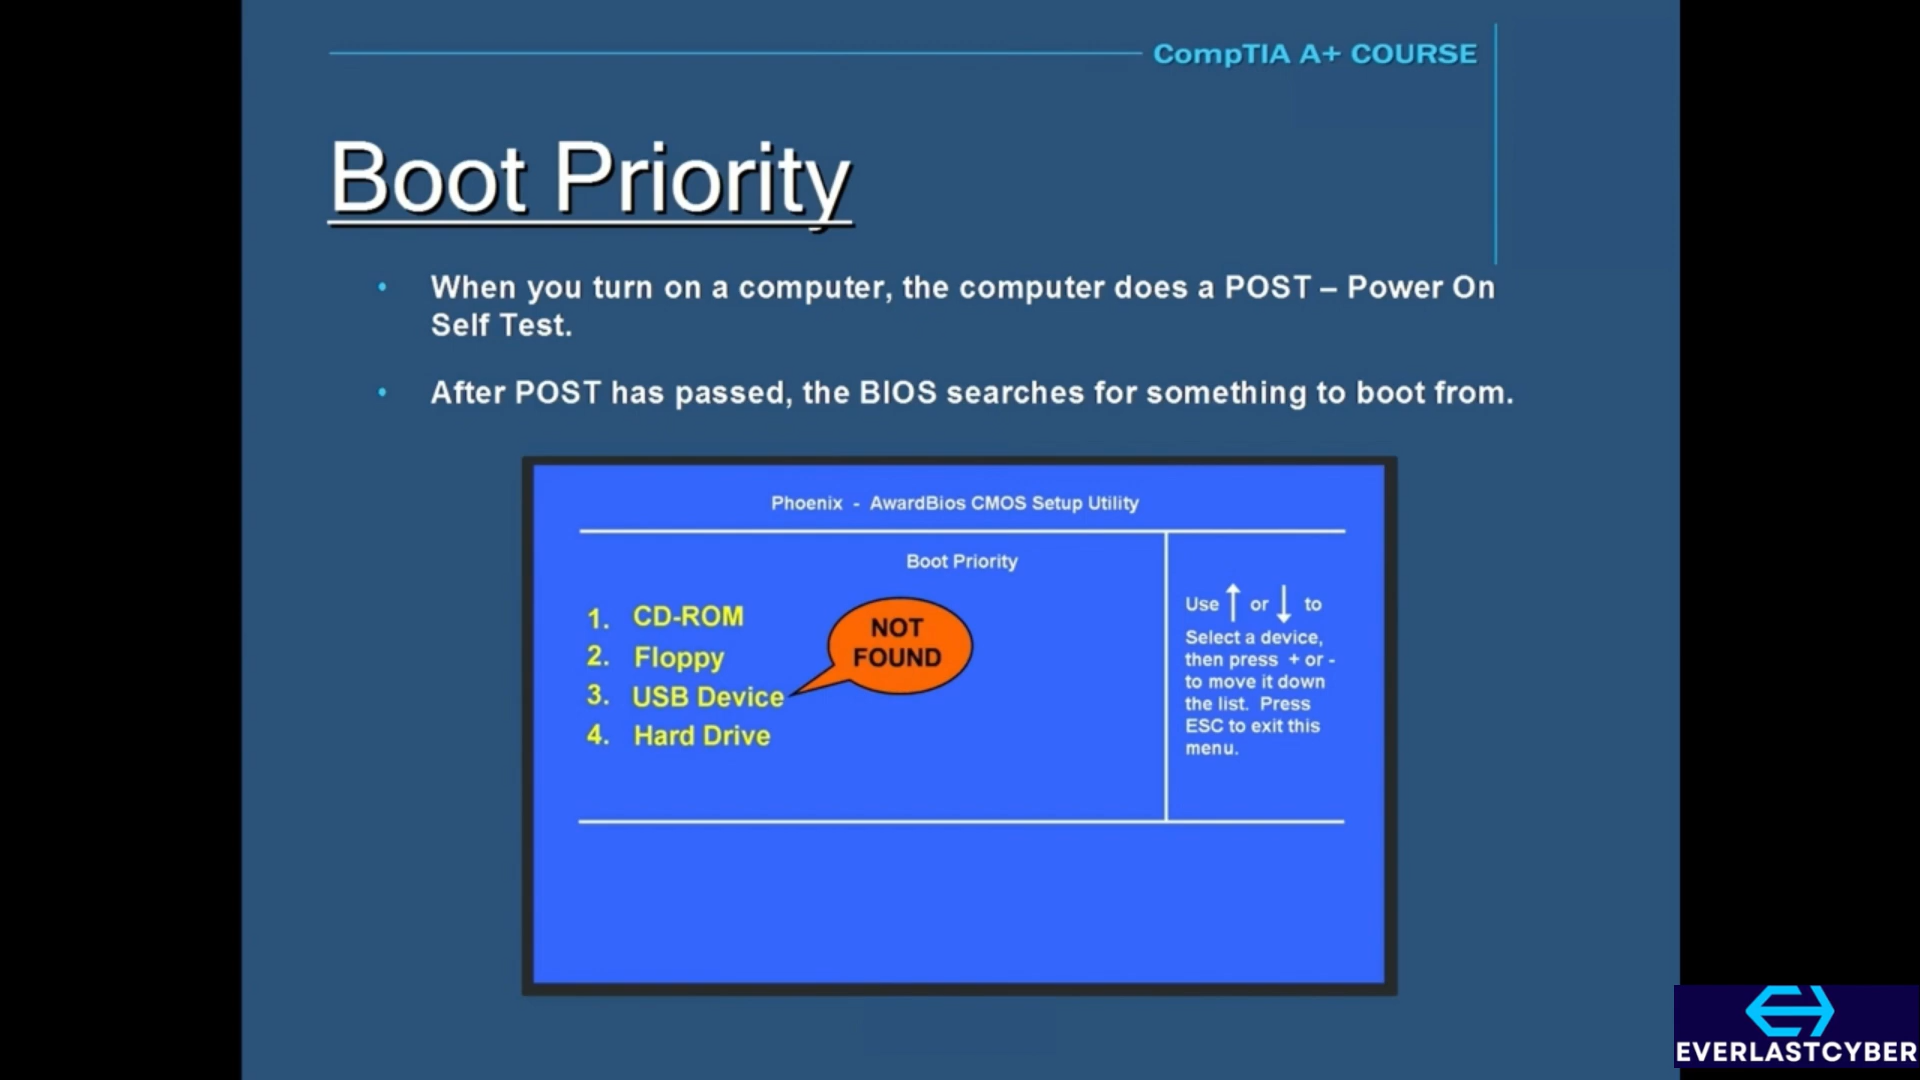 CompTIA A+ COURSE
Boot Priority
• When you turn on a computer, the computer does a POST – Power On
Self Test.
• After POST has passed, the BIOS searches for something to boot from.
Phoenix - AwardBios CMOS Setup Utility
Boot Priority
1. CD-ROM
2. Floppy
3. USB Device
4. Hard Drive
NOT
FOUND
Use ↑ or ↓ to
Select a device,
then press + or -
to move it down
the list. Press
ESC to exit this
menu.
EVERLASTCYBER